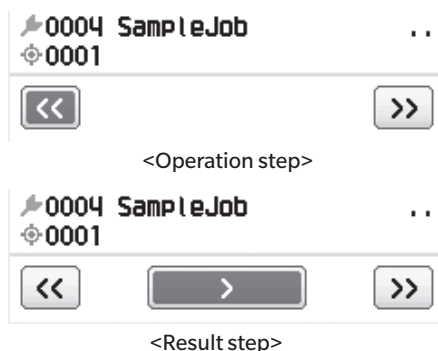 0004 SampleJob ..
0001
<< >>
<Operation step>
0004 SampleJob ..
0001
<< > >>
<Result step>